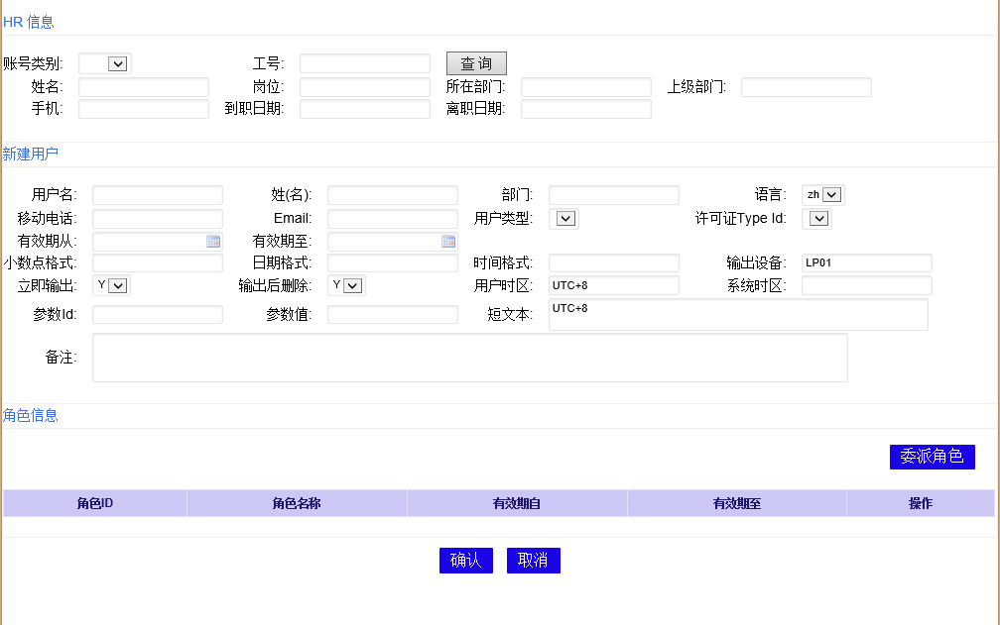 HR 信息
账号类别: 工号: 查 询
姓名: 岗位: 所在部门: 上级部门:
手机: 到职日期: 离职日期:
新建用户
用户名: 姓(名): 部门: 语言: zh
移动电话: Email: 用户类型: 许可证Type Id:
有效期从: 有效期至:
小数点格式: 日期格式: 时间格式: 输出设备: LP01
立即输出: Y 输出后删除: Y 用户时区: UTC+8 系统时区:
参数Id: 参数值: 短文本: UTC+8
备注:
角色信息
委派角色
角色ID 角色名称 有效期自 有效期至 操作
确认 取消